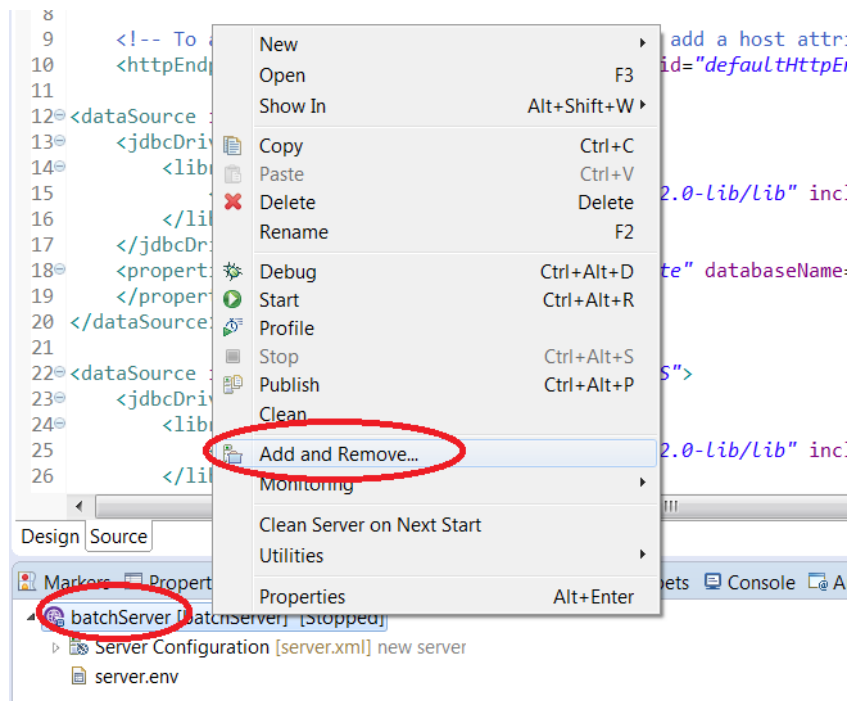 8
9 <!-- To a
10 <httpEndp
11
12 <dataSource
13 <jdbcDriv
14 <libr
15
16 </lib
17 </jdbcDri
18 <properti
19 </propert
20 </dataSource>
21
22 <dataSource
23 <jdbcDriv
24 <libr
25
26 </lib
New
Open F3
Show In Alt+Shift+W
Copy Ctrl+C
Paste Ctrl+V
Delete Delete
Rename F2
Debug Ctrl+Alt+D
Start Ctrl+Alt+R
Profile
Stop Ctrl+Alt+S
Publish Ctrl+Alt+P
Clean
Add and Remove...
Monitoring
Clean Server on Next Start
Utilities
Properties Alt+Enter
add a host attri
id="defaultHttpEn
2.0-lib/lib" incl
te" databaseName=
S">
2.0-lib/lib" incl
Design Source
Markers Propert
ets Console A
batchServer [batchServer] [Stopped]
Server Configuration [server.xml] new server
server.env